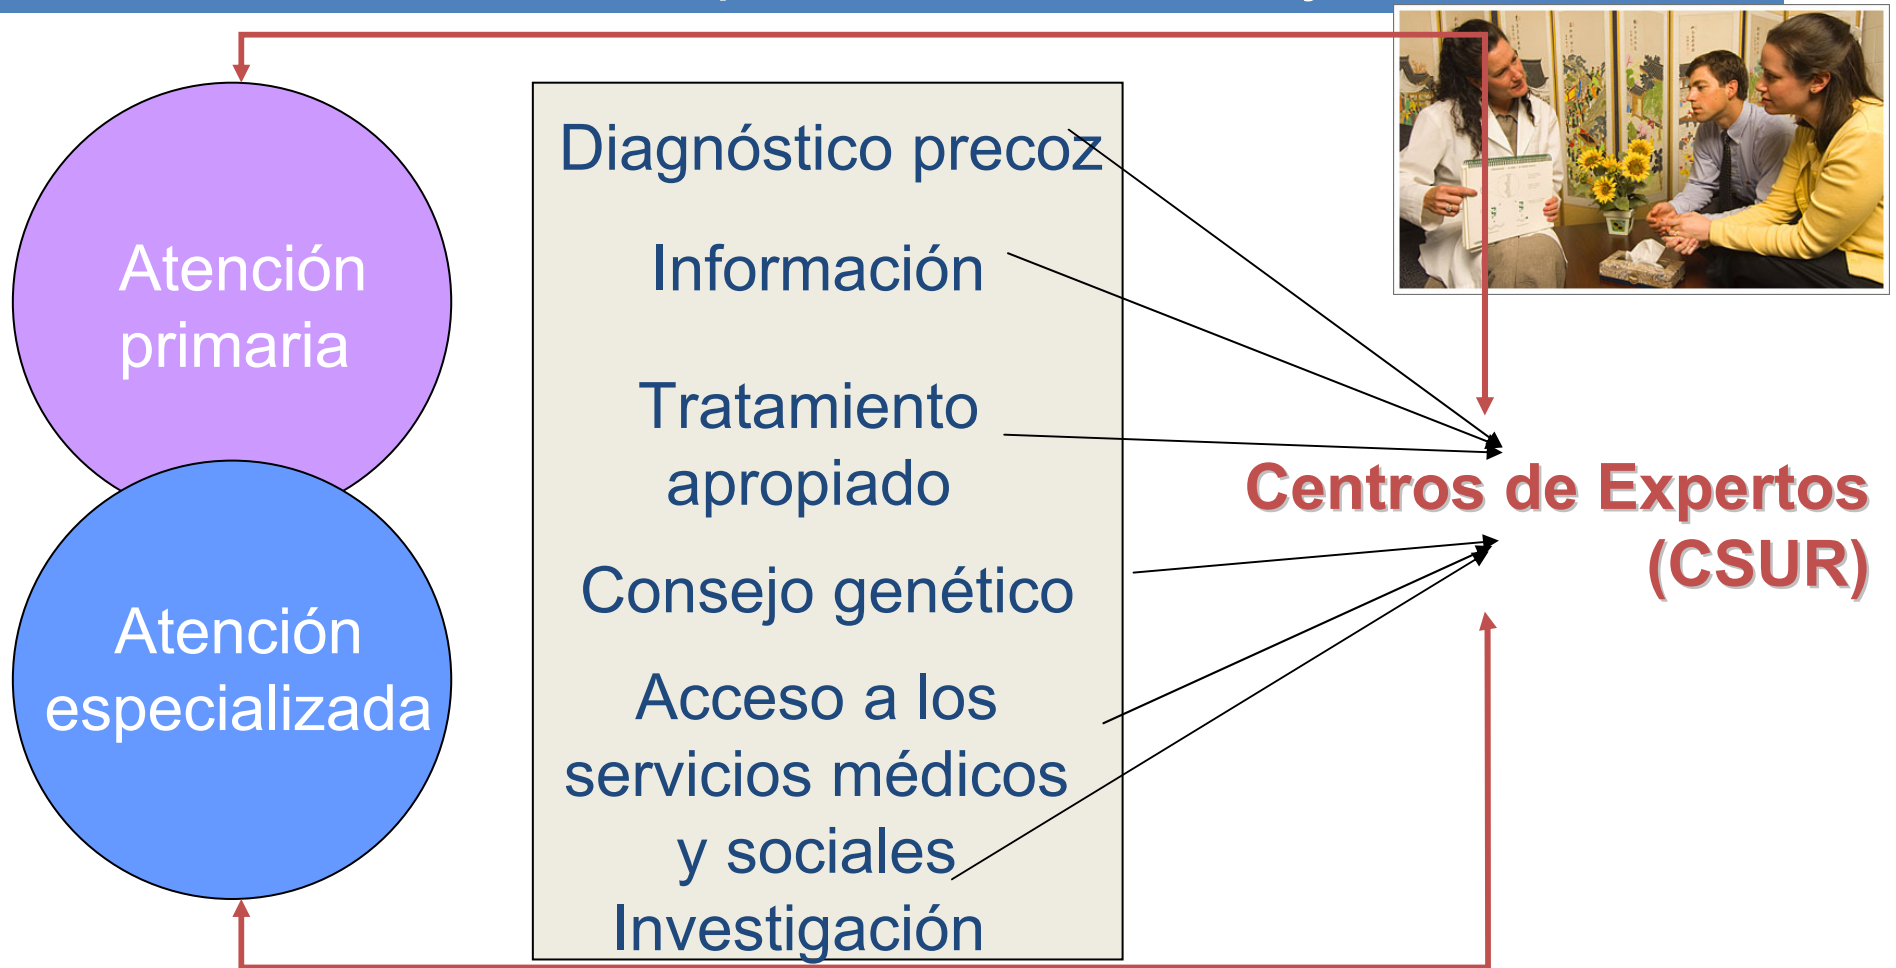 Atención
primaria
Atención
especializada
Diagnóstico precoz
Información
Tratamiento
apropiado
Consejo genético
Acceso a los
servicios médicos
y sociales
Investigación
Centros de Expertos
(CSUR)